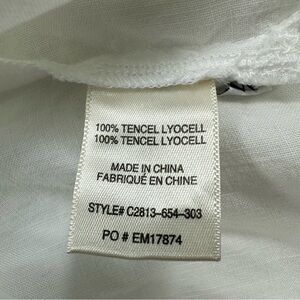 100% TENCEL LYOCELL
100% TENCEL LYOCELL
MADE IN CHINA
FABRIQUÉ EN CHINE
STYLE# C2813-654-303
PO # EM17874